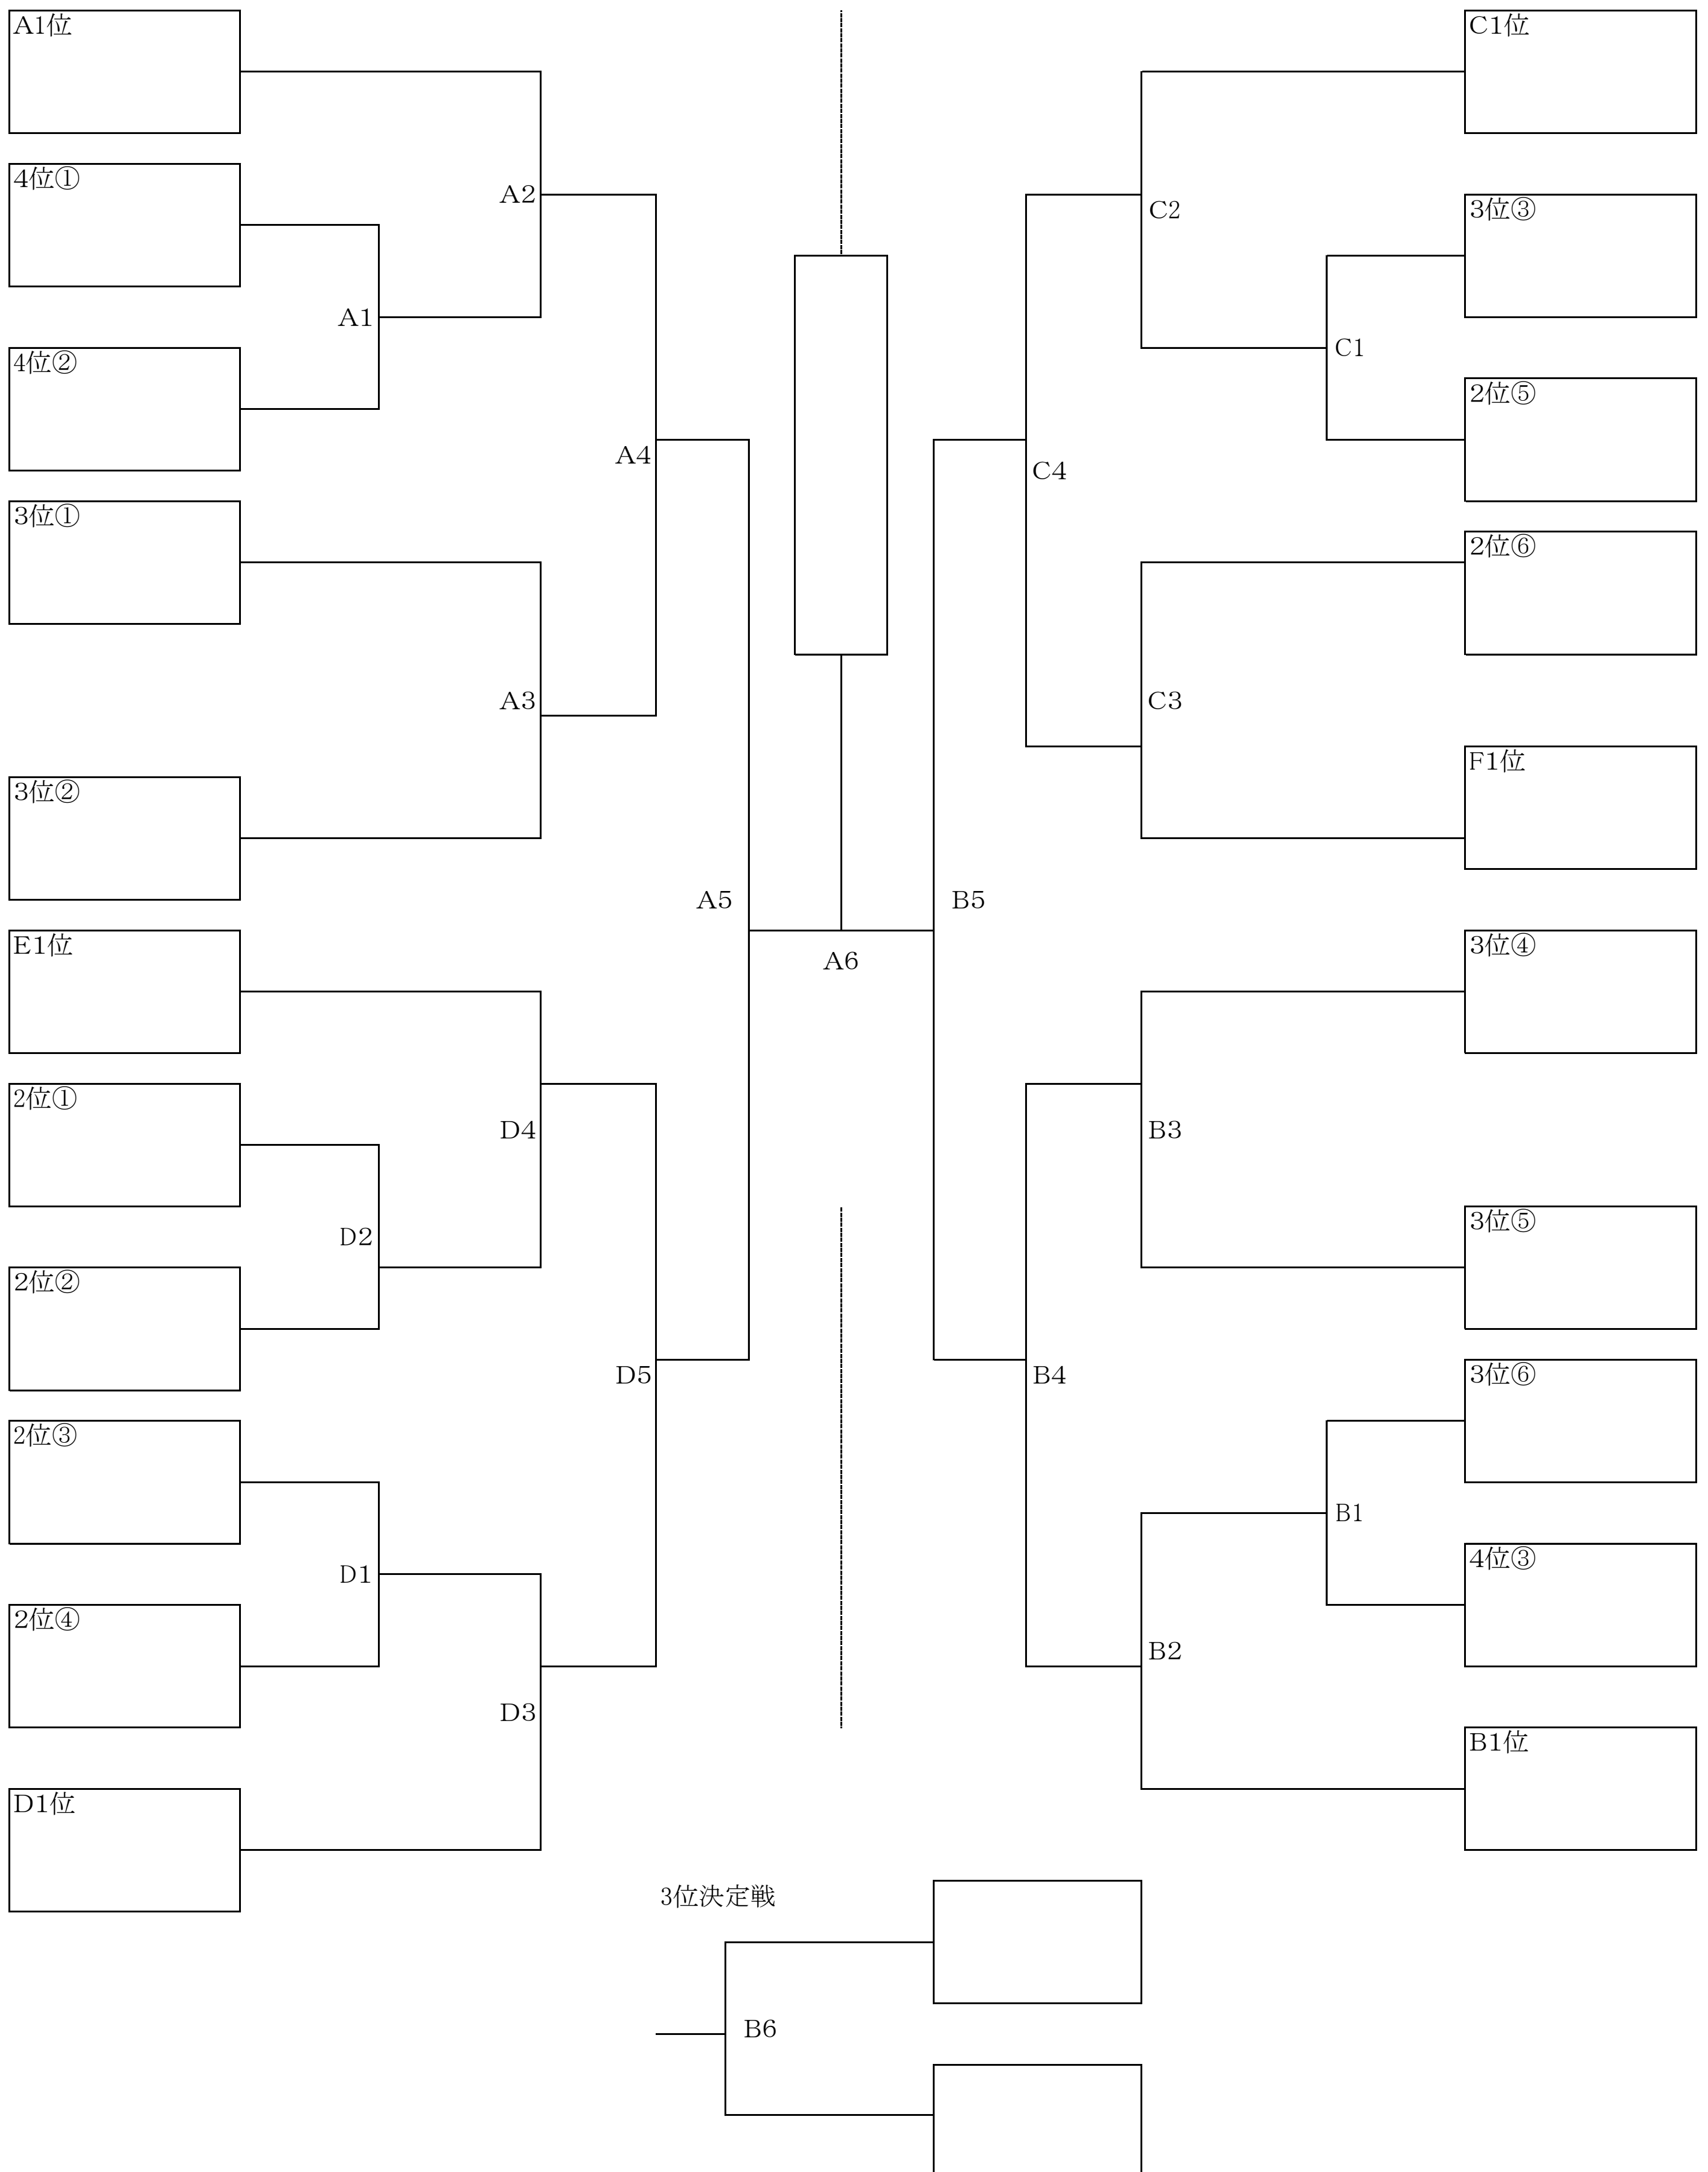 A1位
4位①
A2
A1
4位②
A4
3位①
A3
3位②
A5
E1位
2位①
D4
D2
2位②
D5
2位③
D1
2位④
D3
D1位
A6
C1位
C2
3位③
C1
2位⑤
C4
2位⑥
C3
F1位
B5
3位④
B3
3位⑤
B4
3位⑥
B1
4位③
B2
B1位
3位決定戦
B6